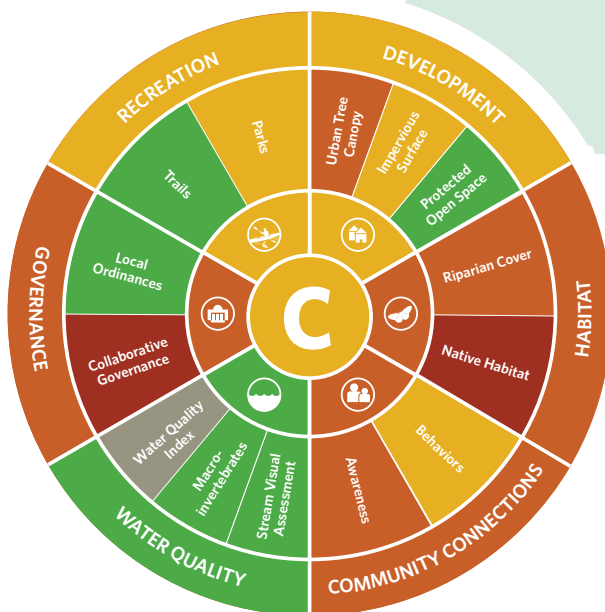 RECREATION
DEVELOPMENT
Parks
Trails
Urban Tree
Canopy
Impervious
Surface
Protected
Open Space
GOVERNANCE
Local
Ordinances
Collaborative
Governance
C
Riparian Cover
Native Habitat
HABITAT
Water Quality
Index
Macro-
invertebrates
Stream Visual
Assessment
Awareness
Behaviors
WATER QUALITY
COMMUNITY CONNECTIONS